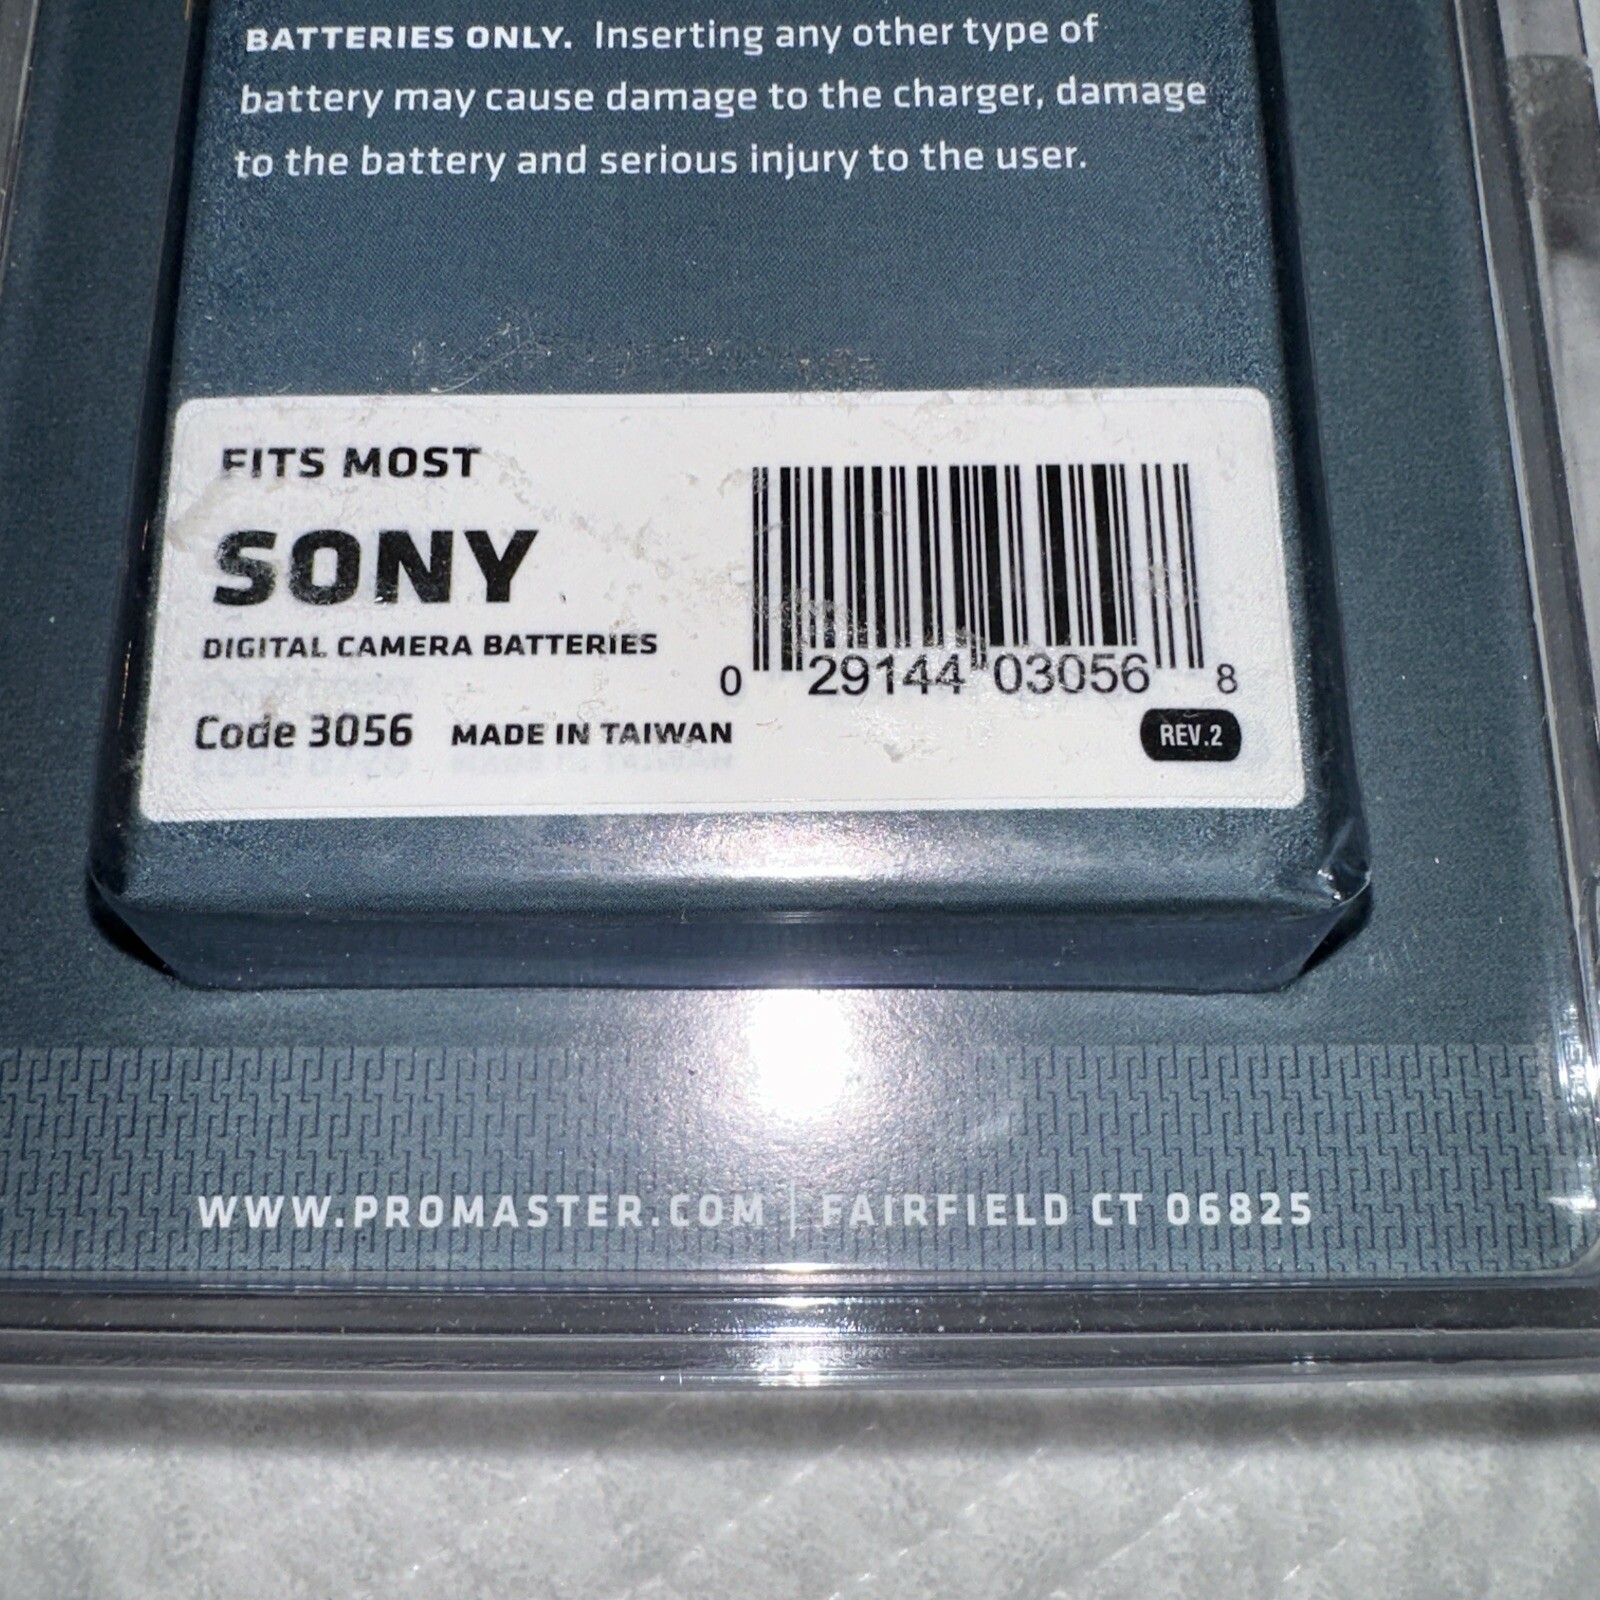 BATTERIES ONLY. Inserting any other type of
battery may cause damage to the charger, damage
to the battery and serious injury to the user.
FITS MOST
SONY
DIGITAL CAMERA BATTERIES
Code 3056 MADE IN TAIWAN
0 29144 03056 8
REV.2
WWW.PROMASTER.COM | FAIRFIELD CT 06825